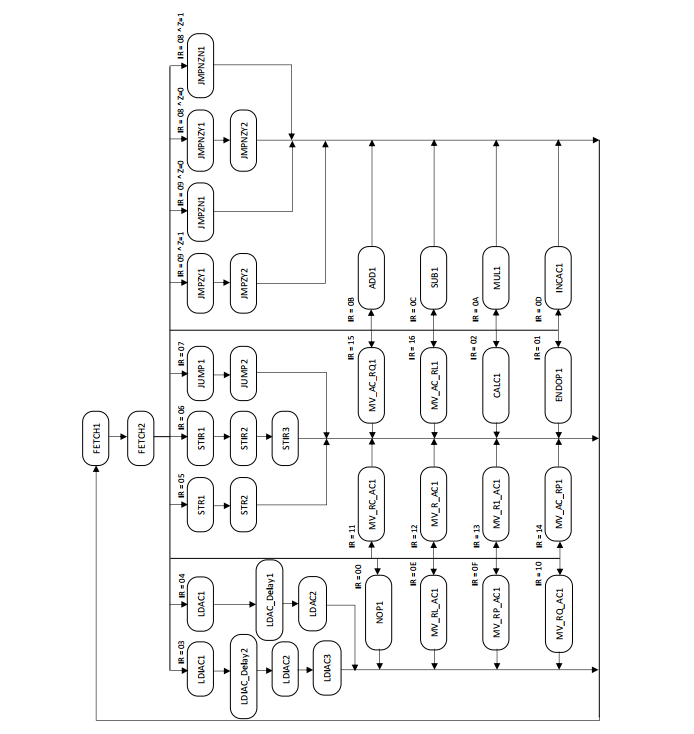 FETCH1
FETCH2
IR = 03
LDIAC1
LDIAC_Delay2
LDIAC2
LDIAC3
IR = 04
LDAC1
LDAC_Delay1
LDAC2
IR = 05
STR1
STR2
IR = 06
STIR1
STIR2
STIR3
IR = 07
JUMP1
JUMP2
IR = 09 ^ Z=1
JMPZY1
JMPZY2
IR = 09 ^ Z=0
JMPZN1
IR = 08 ^ Z=0
JMPNZY1
JMPNZY2
IR = 08 ^ Z=1
JMPNZN1
IR = 00
NOP1
IR = 0E
MV_RL_AC1
IR = 0F
MV_RP_AC1
IR = 10
MV_RQ_AC1
IR = 11
MV_RC_AC1
IR = 12
MV_R_AC1
IR = 13
MV_R1_AC1
IR = 14
MV_AC_RP1
IR = 15
MV_AC_RQ1
IR = 16
MV_AC_RL1
IR = 02
CALC1
IR = 01
ENDOP1
IR = 0B
ADD1
IR = 0C
SUB1
IR = 0A
MUL1
IR = 0D
INCAC1